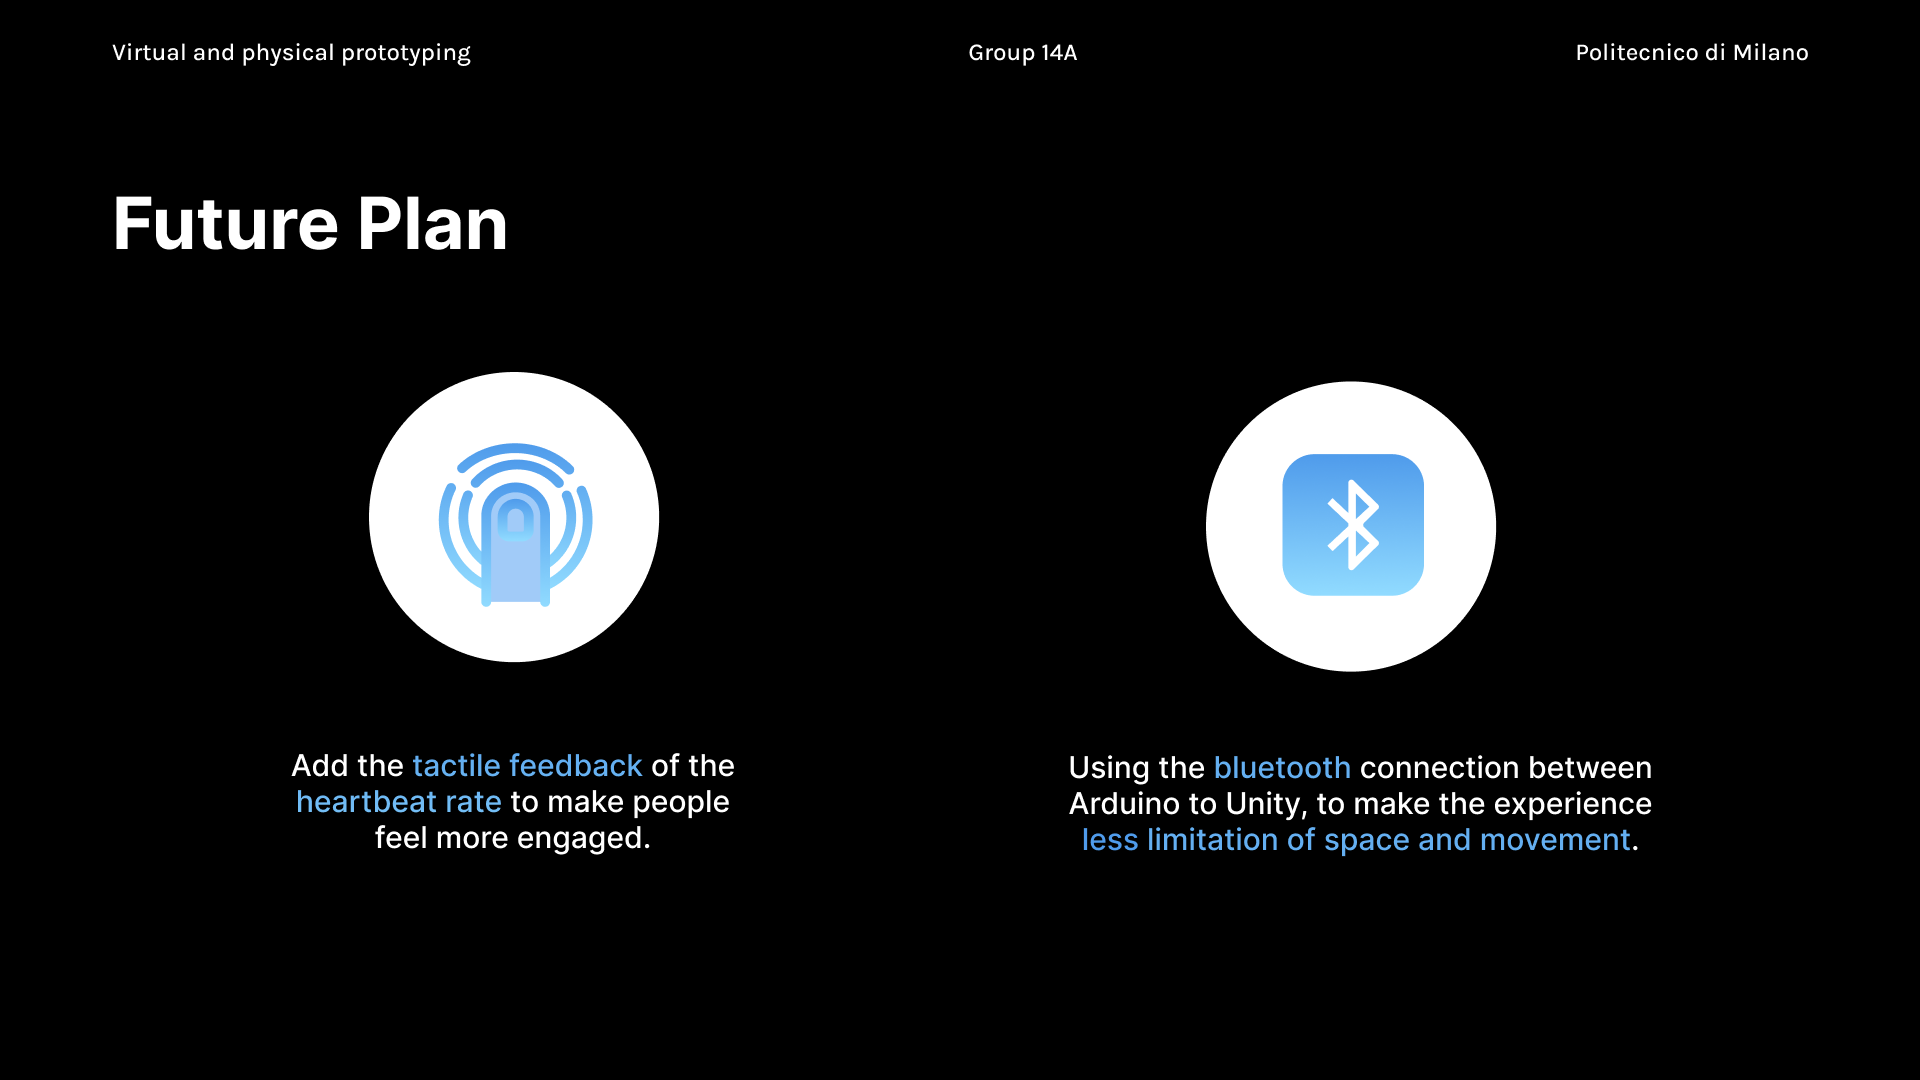 Virtual and physical prototyping
Group 14A
Politecnico di Milano
Future Plan
Add the tactile feedback of the
heartbeat rate to make people
feel more engaged.
Using the bluetooth connection between
Arduino to Unity, to make the experience
less limitation of space and movement.